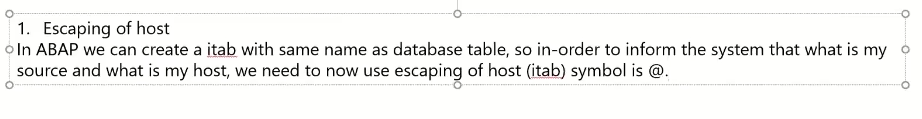 1. Escaping of host
In ABAP we can create a itab with same name as database table, so in-order to inform the system that what is my
source and what is my host, we need to now use escaping of host (itab) symbol is @.